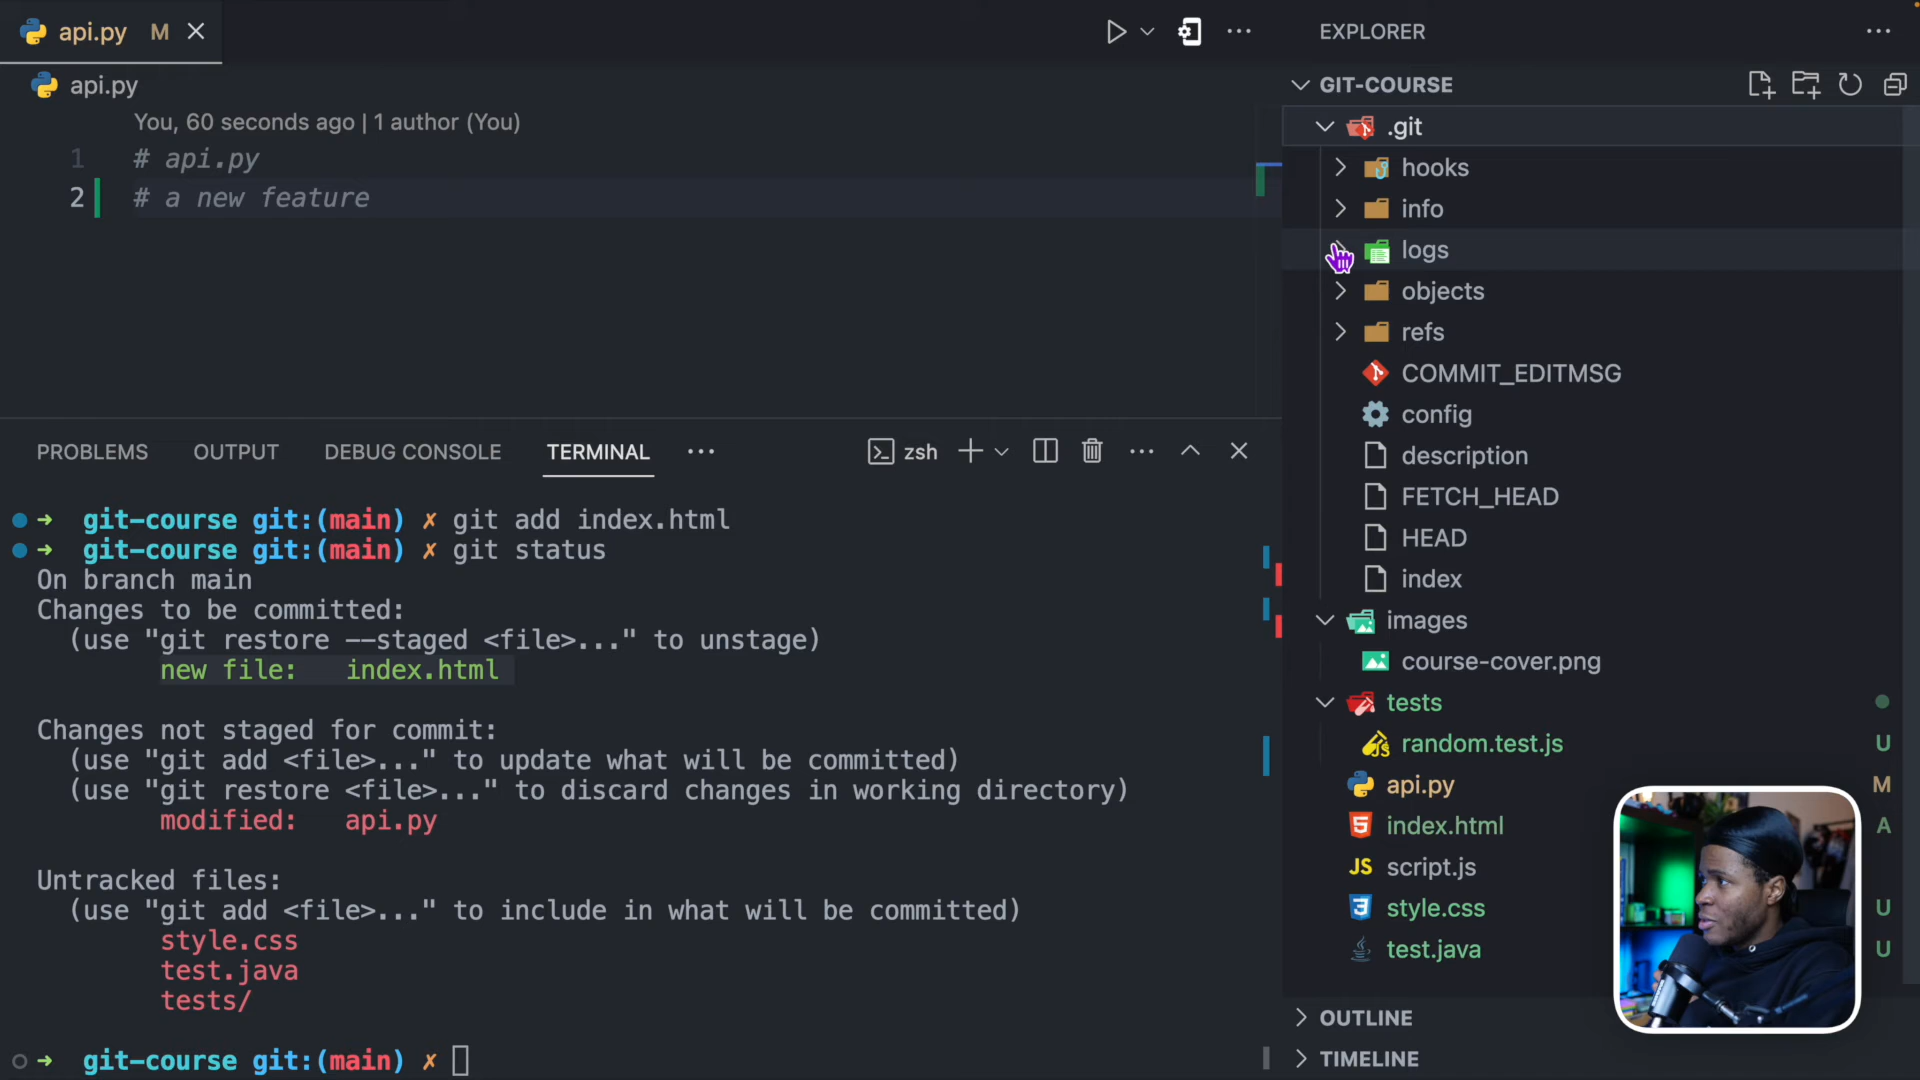 api.py M
api.py
You, 60 seconds ago | 1 author (You)
1 # api.py
2 # a new feature
PROBLEMS OUTPUT DEBUG CONSOLE TERMINAL zsh
git-course git:(main) ✗ git add index.html
git-course git:(main) ✗ git status
On branch main
Changes to be committed:
(use "git restore --staged <file>..." to unstage)
new file: index.html
Changes not staged for commit:
(use "git add <file>..." to update what will be committed)
(use "git restore <file>..." to discard changes in working directory)
modified: api.py
Untracked files:
(use "git add <file>..." to include in what will be committed)
style.css
test.java
tests/
git-course git:(main) ✗
EXPLORER
GIT-COURSE
.git
hooks
info
logs
objects
refs
COMMIT_EDITMSG
config
description
FETCH_HEAD
HEAD
index
images
course-cover.png
tests
random.test.js U
api.py M
5 index.html A
JS script.js
3 style.css U
test.java U
OUTLINE
TIMELINE